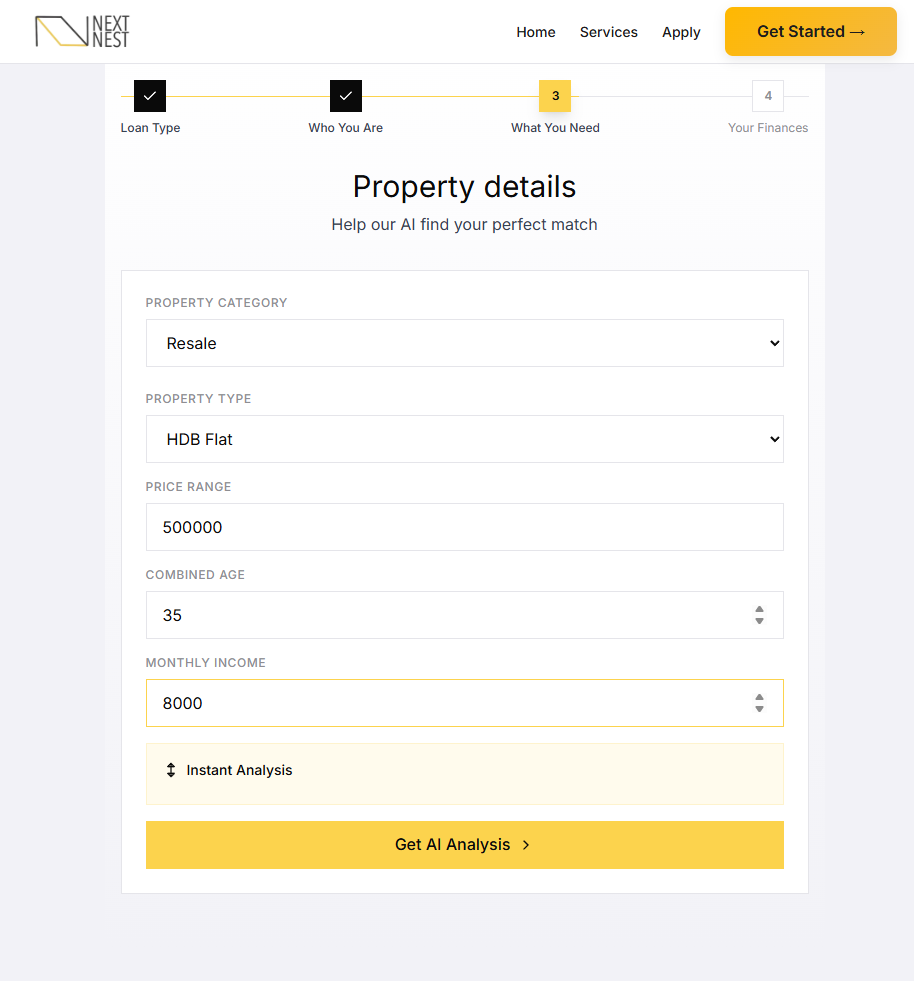 NEXT
NEST
Home Services Apply Get Started →
3 4
Loan Type Who You Are What You Need Your Finances
Property details
Help our AI find your perfect match
PROPERTY CATEGORY
Resale
PROPERTY TYPE
HDB Flat
PRICE RANGE
500000
COMBINED AGE
35
MONTHLY INCOME
8000
Instant Analysis
Get AI Analysis